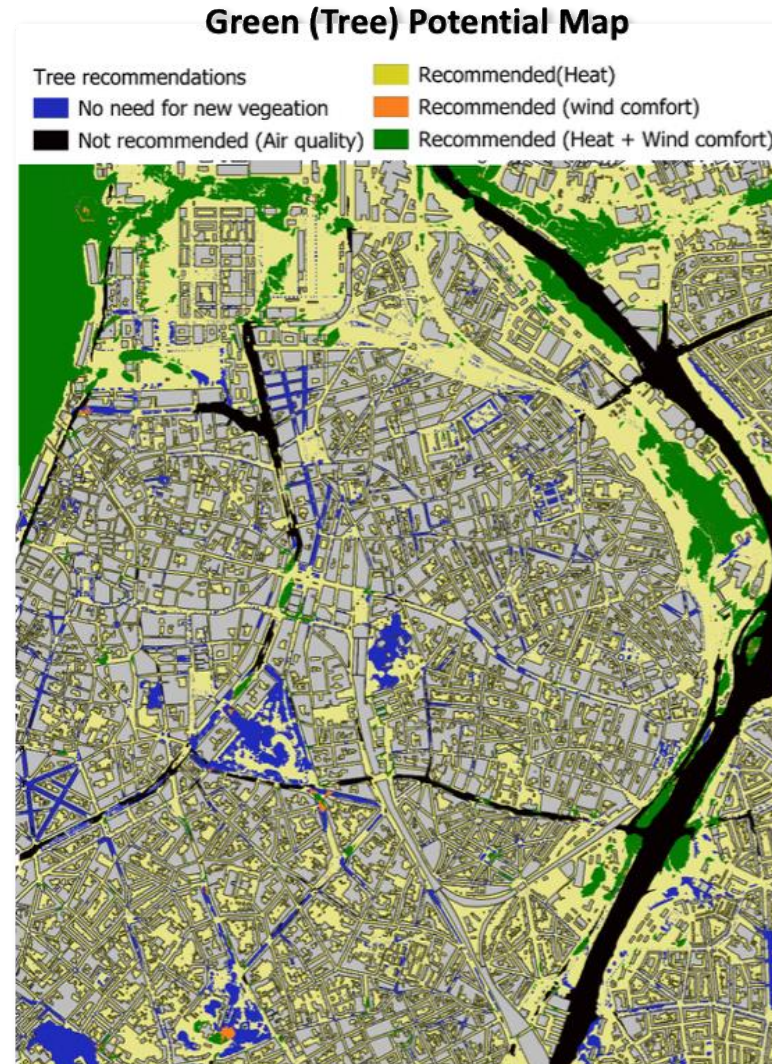 Green (Tree) Potential Map
Tree recommendations
No need for new vegeation
Not recommended (Air quality)
Recommended(Heat)
Recommended (wind comfort)
Recommended (Heat + Wind comfort)